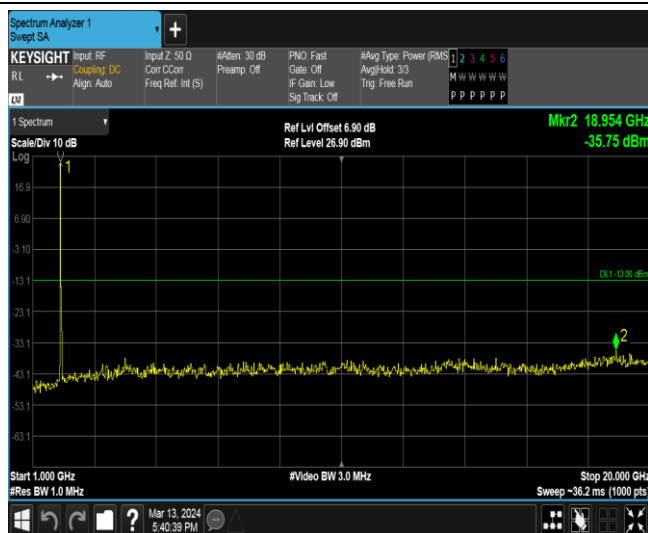 Spectrum Analyzer 1
Swept SA
KEYSIGHT
RL
Input: RF
Coupling: DC
Align: Auto
Input Z: 50 Ω
Corr CCorr
Freq Ref: Int (S)
#Atten: 30 dB
Preamp: Off
PNO: Fast
Gate: Off
IF Gain: Low
Sig Track: Off
#Avg Type: Power (RMS
Avg|Hold: 3/3
Trig: Free Run
1 2 3 4 5 6
M W W W W W
P P P P P P
1 Spectrum
Scale/Div 10 dB
Ref Lvl Offset 6.90 dB
Ref Level 26.90 dBm
Mkr2 18.954 GHz
-35.75 dBm
Log
1
16.9
6.90
-3.10
-13.1
DL1 -13.00 dBm
-23.1
2
-33.1
-43.1
-53.1
-63.1
Start 1.000 GHz
#Video BW 3.0 MHz
Stop 20.000 GHz
#Res BW 1.0 MHz
Sweep ~36.2 ms (1000 pts)
?
Mar 13, 2024
5:40:39 PM